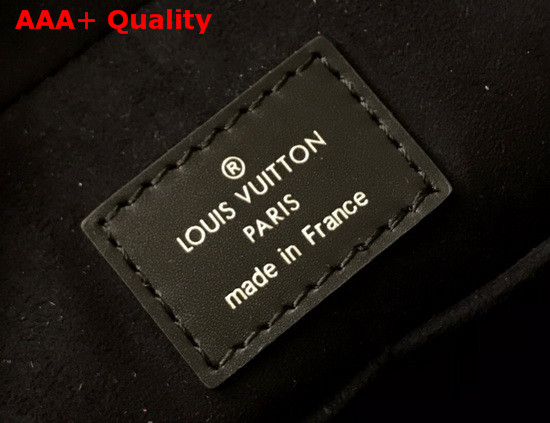 AAA+ Quality
®
LOUIS VUITTON
PARIS
made in France